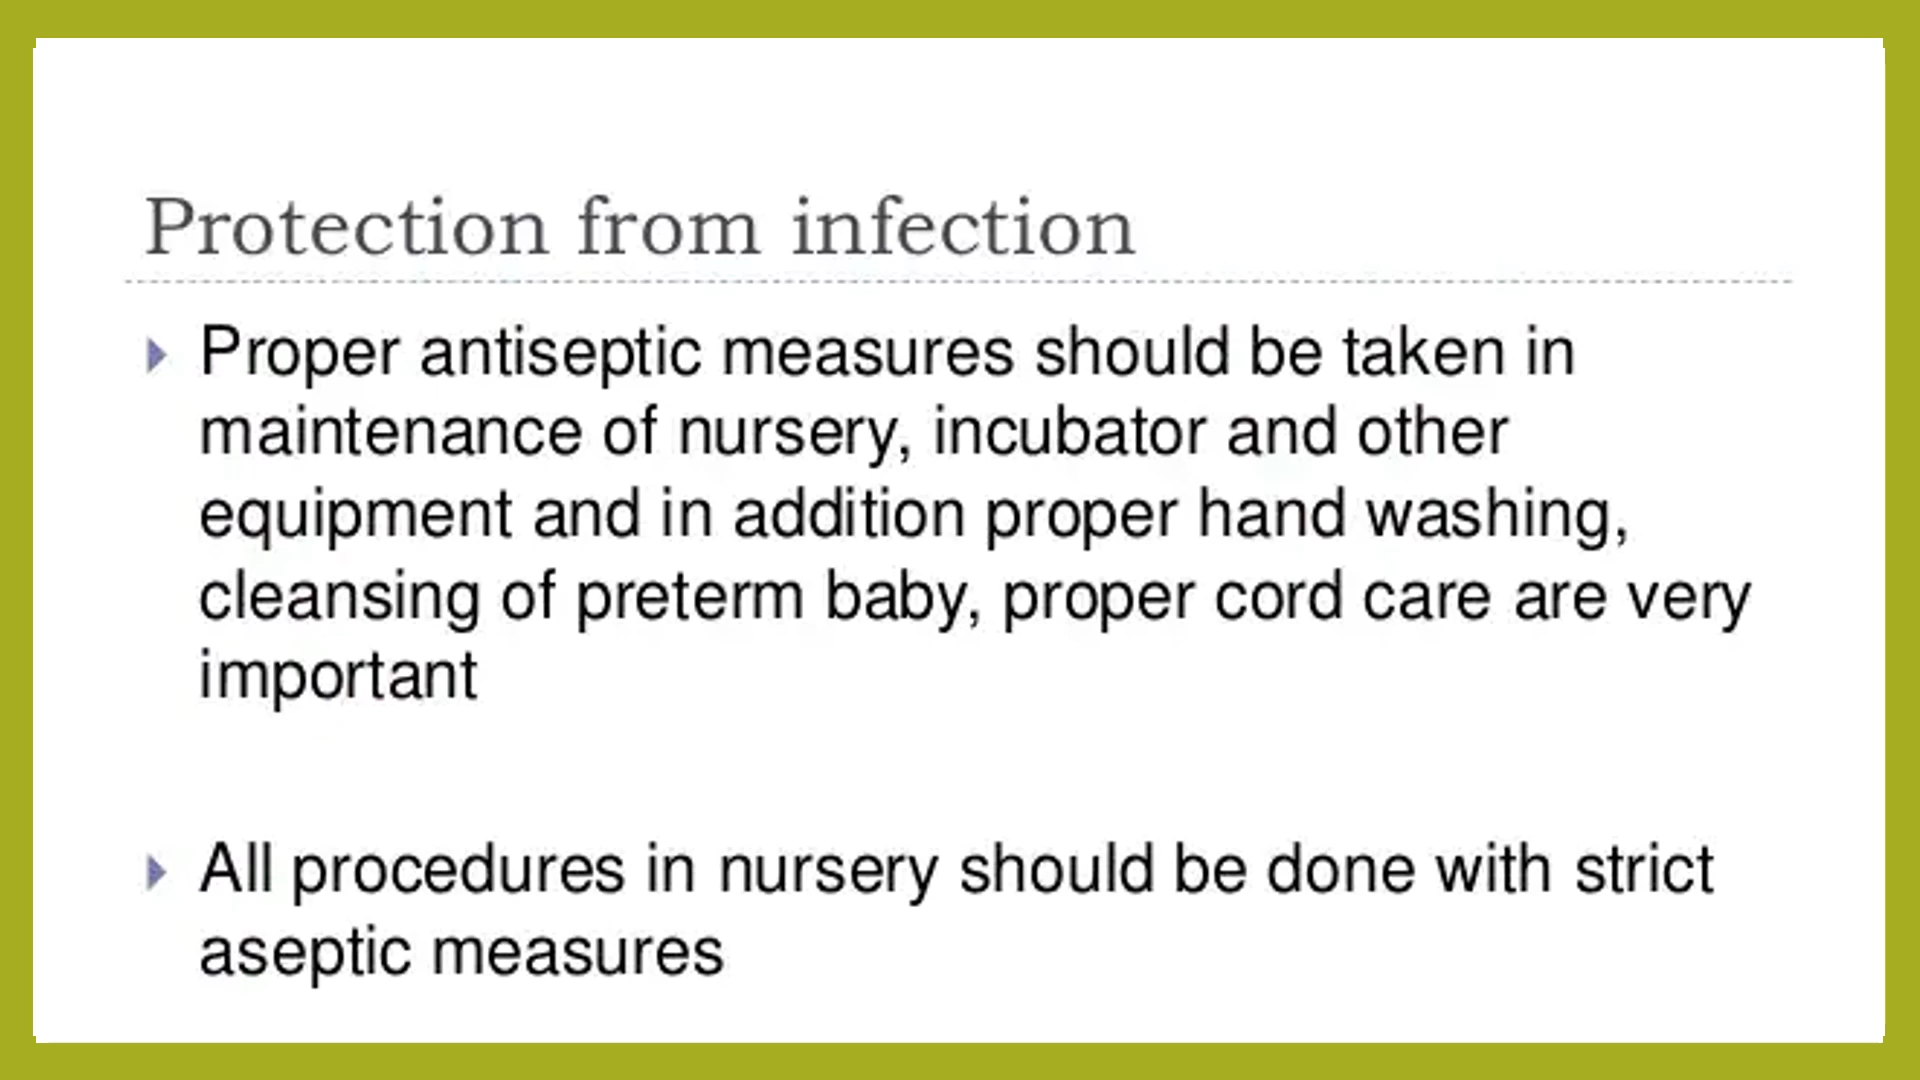 Protection from infection
Proper antiseptic measures should be taken in
maintenance of nursery, incubator and other
equipment and in addition proper hand washing,
cleansing of preterm baby, proper cord care are very
important
All procedures in nursery should be done with strict
aseptic measures